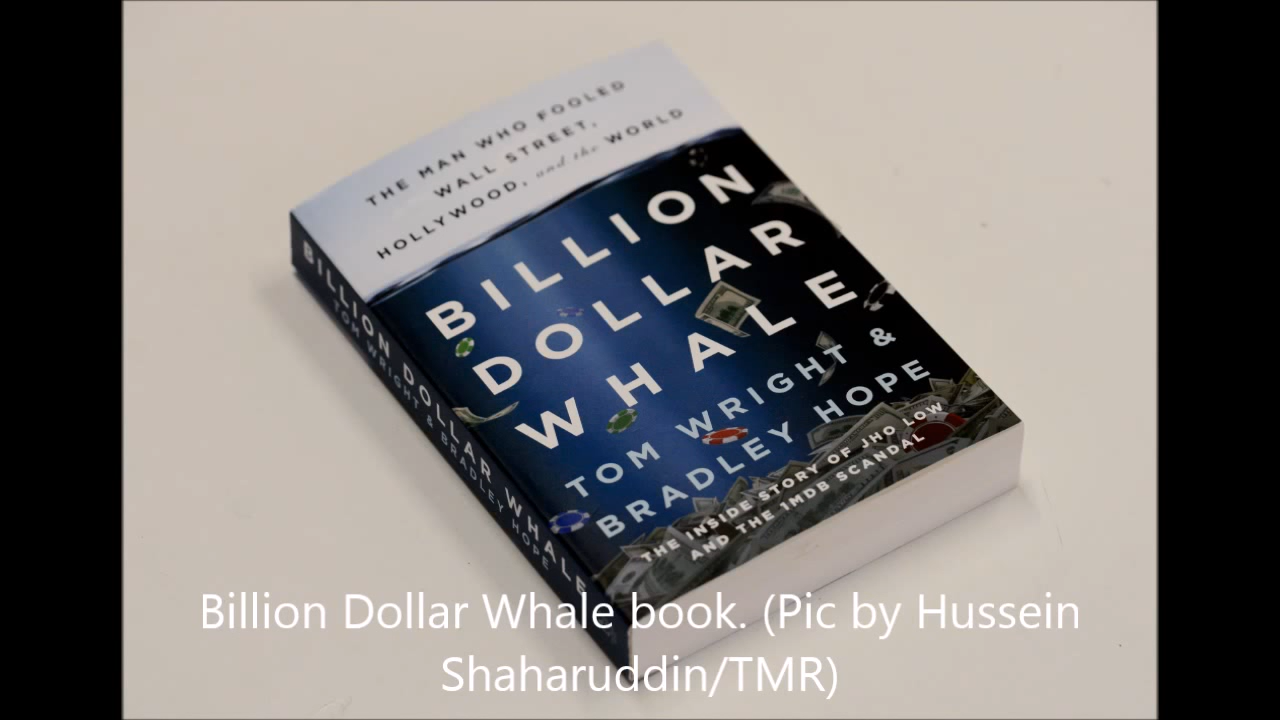 THE MAN WHO FOOLED
WALL STREET,
HOLLYWOOD, and the WORLD
BILLION
DOLLAR
WHALE
TOM WRIGHT &
BRADLEY HOPE
THE INSIDE STORY OF JHO LOW
AND THE 1MDB SCANDAL
BILLION DOLLAR WHALE
TOM WRIGHT & BRADLEY HOPE
Billion Dollar Whale book. (Pic by Hussein
Shaharuddin/TMR)